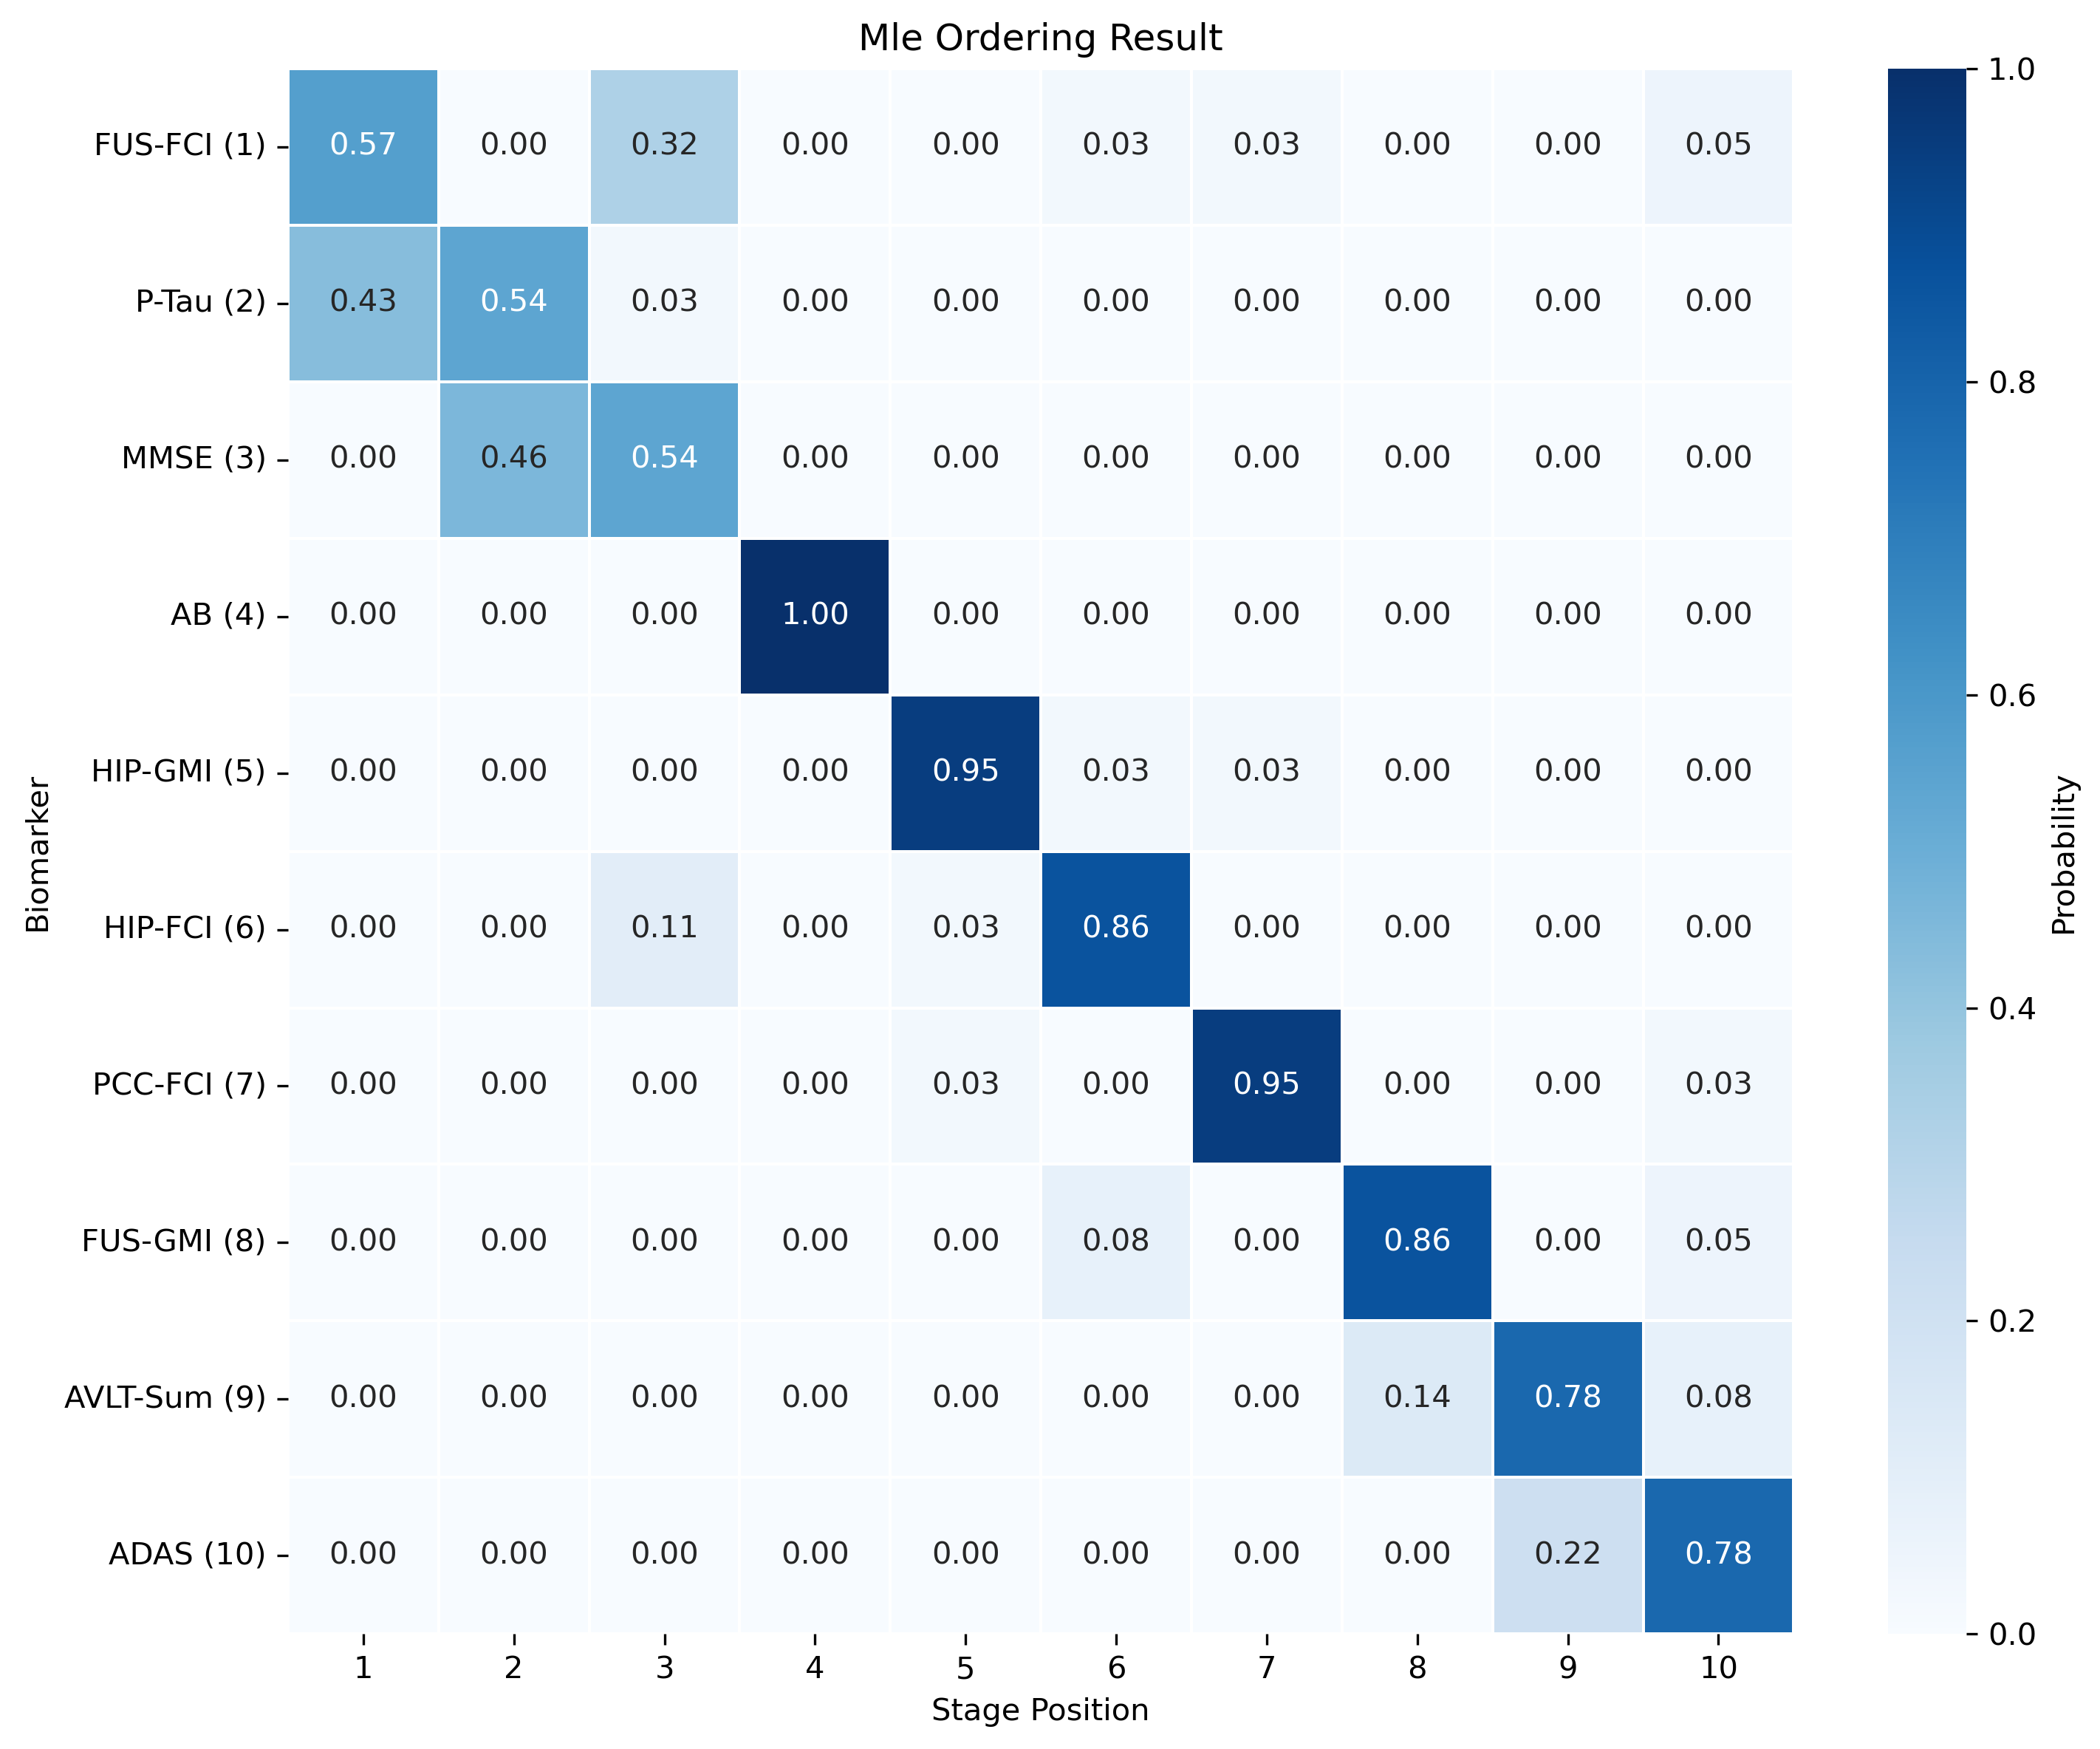 Mle Ordering Result
FUS-FCI (1) 0.57 0.00 0.32 0.00 0.00 0.03 0.03 0.00 0.00 0.05
P-Tau (2) 0.43 0.54 0.03 0.00 0.00 0.00 0.00 0.00 0.00 0.00
MMSE (3) 0.00 0.46 0.54 0.00 0.00 0.00 0.00 0.00 0.00 0.00
AB (4) 0.00 0.00 0.00 1.00 0.00 0.00 0.00 0.00 0.00 0.00
HIP-GMI (5) 0.00 0.00 0.00 0.00 0.95 0.03 0.03 0.00 0.00 0.00
HIP-FCI (6) 0.00 0.00 0.11 0.00 0.03 0.86 0.00 0.00 0.00 0.00
PCC-FCI (7) 0.00 0.00 0.00 0.00 0.03 0.00 0.95 0.00 0.00 0.03
FUS-GMI (8) 0.00 0.00 0.00 0.00 0.00 0.08 0.00 0.86 0.00 0.05
AVLT-Sum (9) 0.00 0.00 0.00 0.00 0.00 0.00 0.00 0.14 0.78 0.08
ADAS (10) 0.00 0.00 0.00 0.00 0.00 0.00 0.00 0.00 0.22 0.78
1 2 3 4 5 6 7 8 9 10
Stage Position
Biomarker
1.0
0.8
0.6
0.4
0.2
0.0
Probability